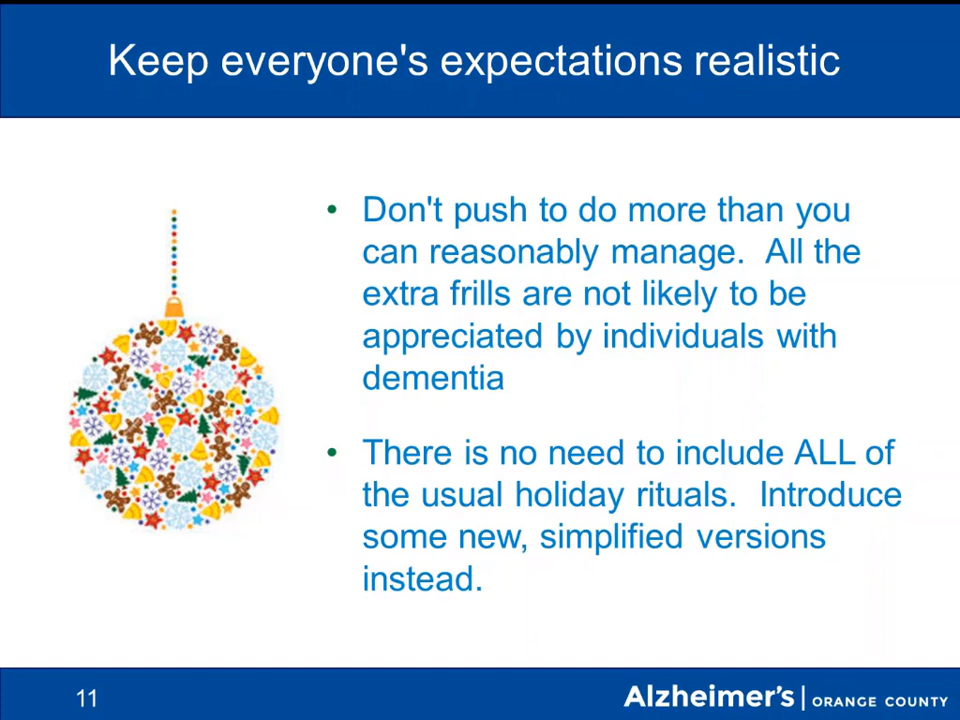 Keep everyone's expectations realistic
• Don't push to do more than you
can reasonably manage.  All the
extra frills are not likely to be
appreciated by individuals with
dementia
• There is no need to include ALL of
the usual holiday rituals.  Introduce
some new, simplified versions
instead.
11
Alzheimer's | ORANGE COUNTY